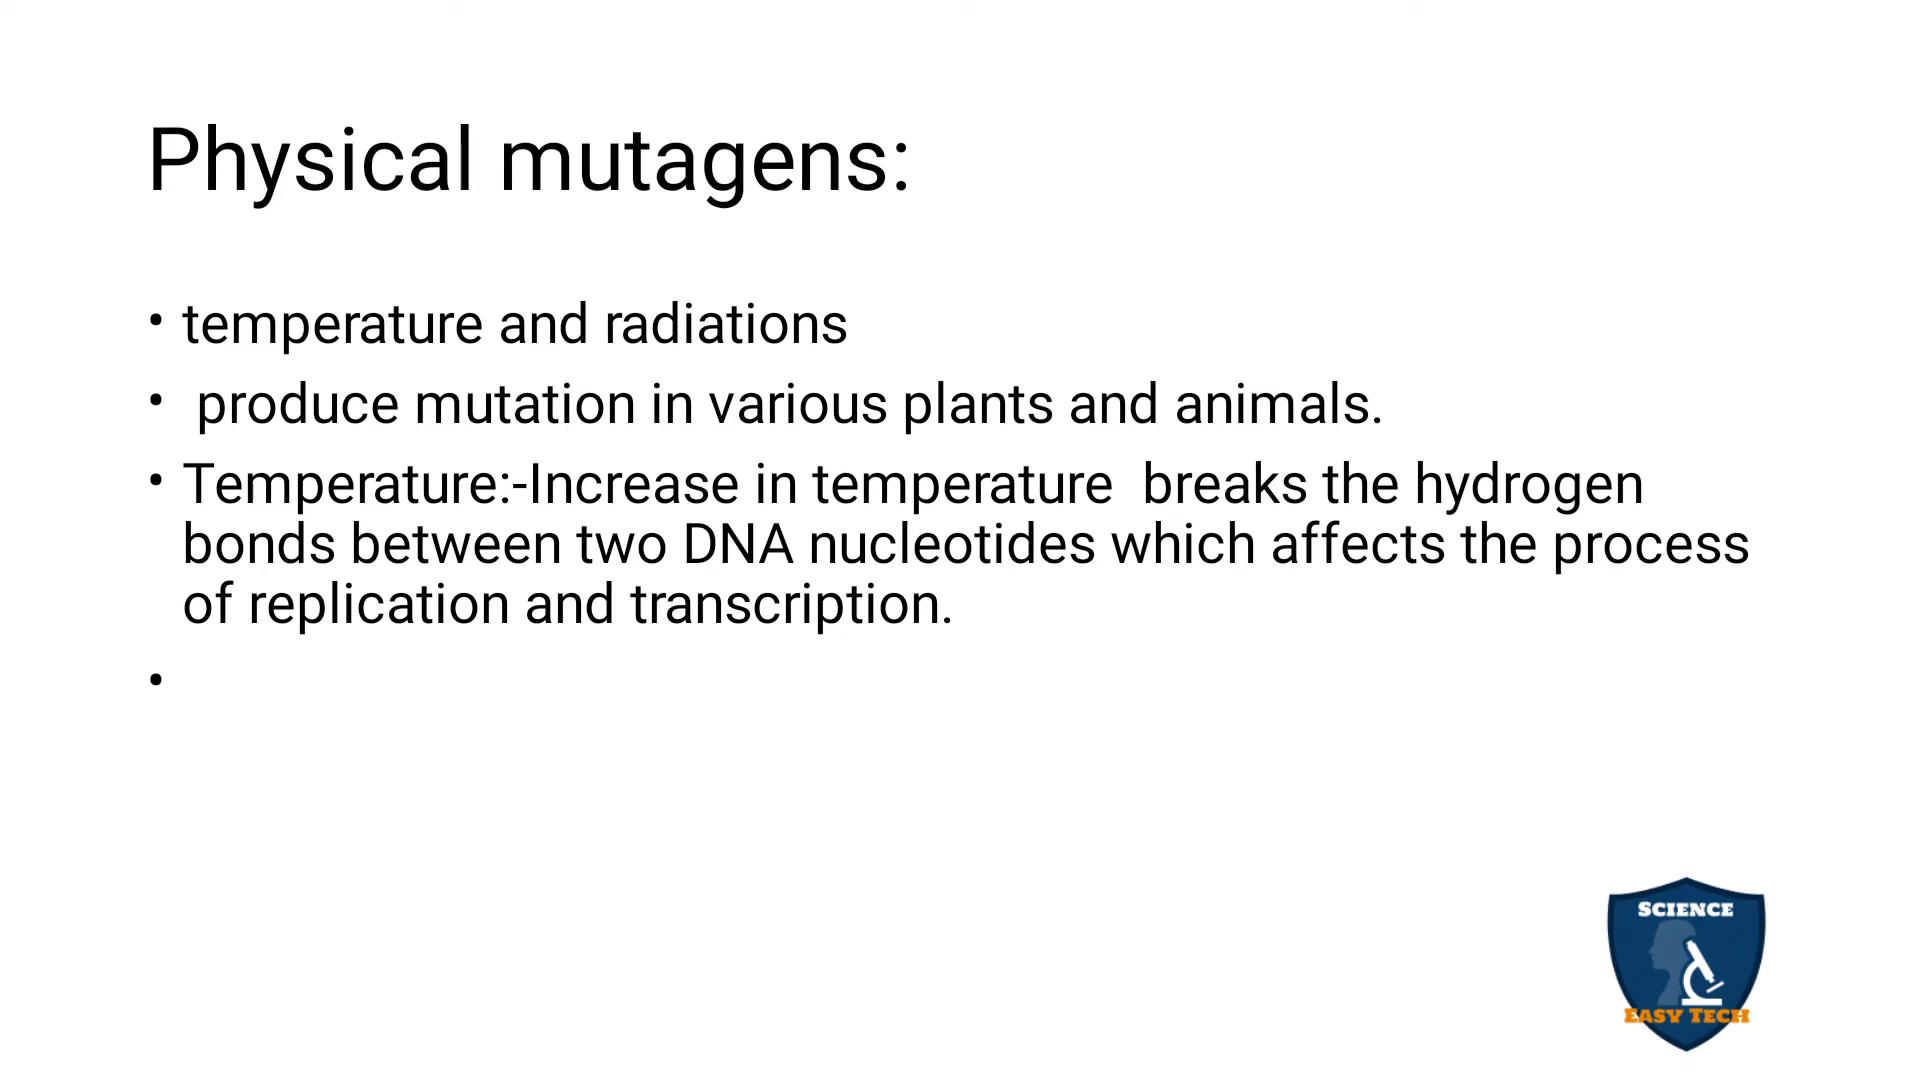 Physical mutagens:
• temperature and radiations
• produce mutation in various plants and animals.
• Temperature:-Increase in temperature  breaks the hydrogen
bonds between two DNA nucleotides which affects the process
of replication and transcription.
•
SCIENCE
EASY TECH